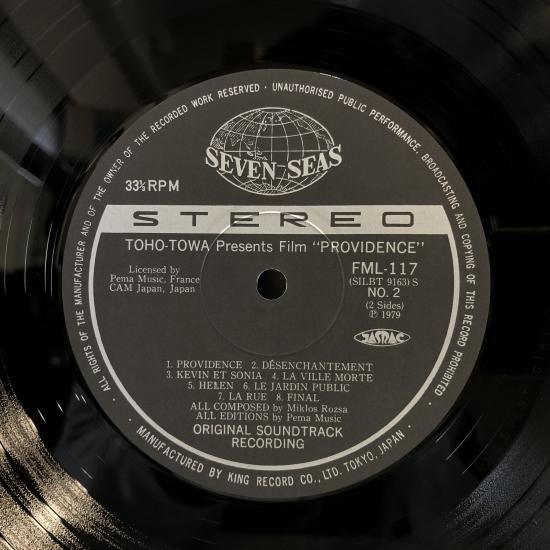 · ALL RIGHTS OF THE MANUFACTURER AND OF THE OWNER OF THE RECORDED WORK RESERVED · UNAUTHORISED PUBLIC PERFORMANCE, BROADCASTING AND COPYING OF THIS RECORD PROHIBITED ·
SEVEN SEAS
33⅓ RPM
STEREO
TOHO-TOWA Presents Film "PROVIDENCE"
Licensed by
Pema Music, France
CAM Japan, Japan
FML-117
(SILBT 9163) S
NO. 2
(2 Sides)
Ⓟ 1979
JASRAC
1. PROVIDENCE 2. DÉSENCHANTEMENT
3. KEVIN ET SONIA 4. LA VILLE MORTE
5. HELEN 6. LE JARDIN PUBLIC
7. LA RUE 8. FINAL
ALL COMPOSED by Miklos Rozsa
ALL EDITIONS by Pema Music
ORIGINAL SOUNDTRACK
RECORDING
· MANUFACTURED BY KING RECORD CO., LTD. TOKYO, JAPAN ·